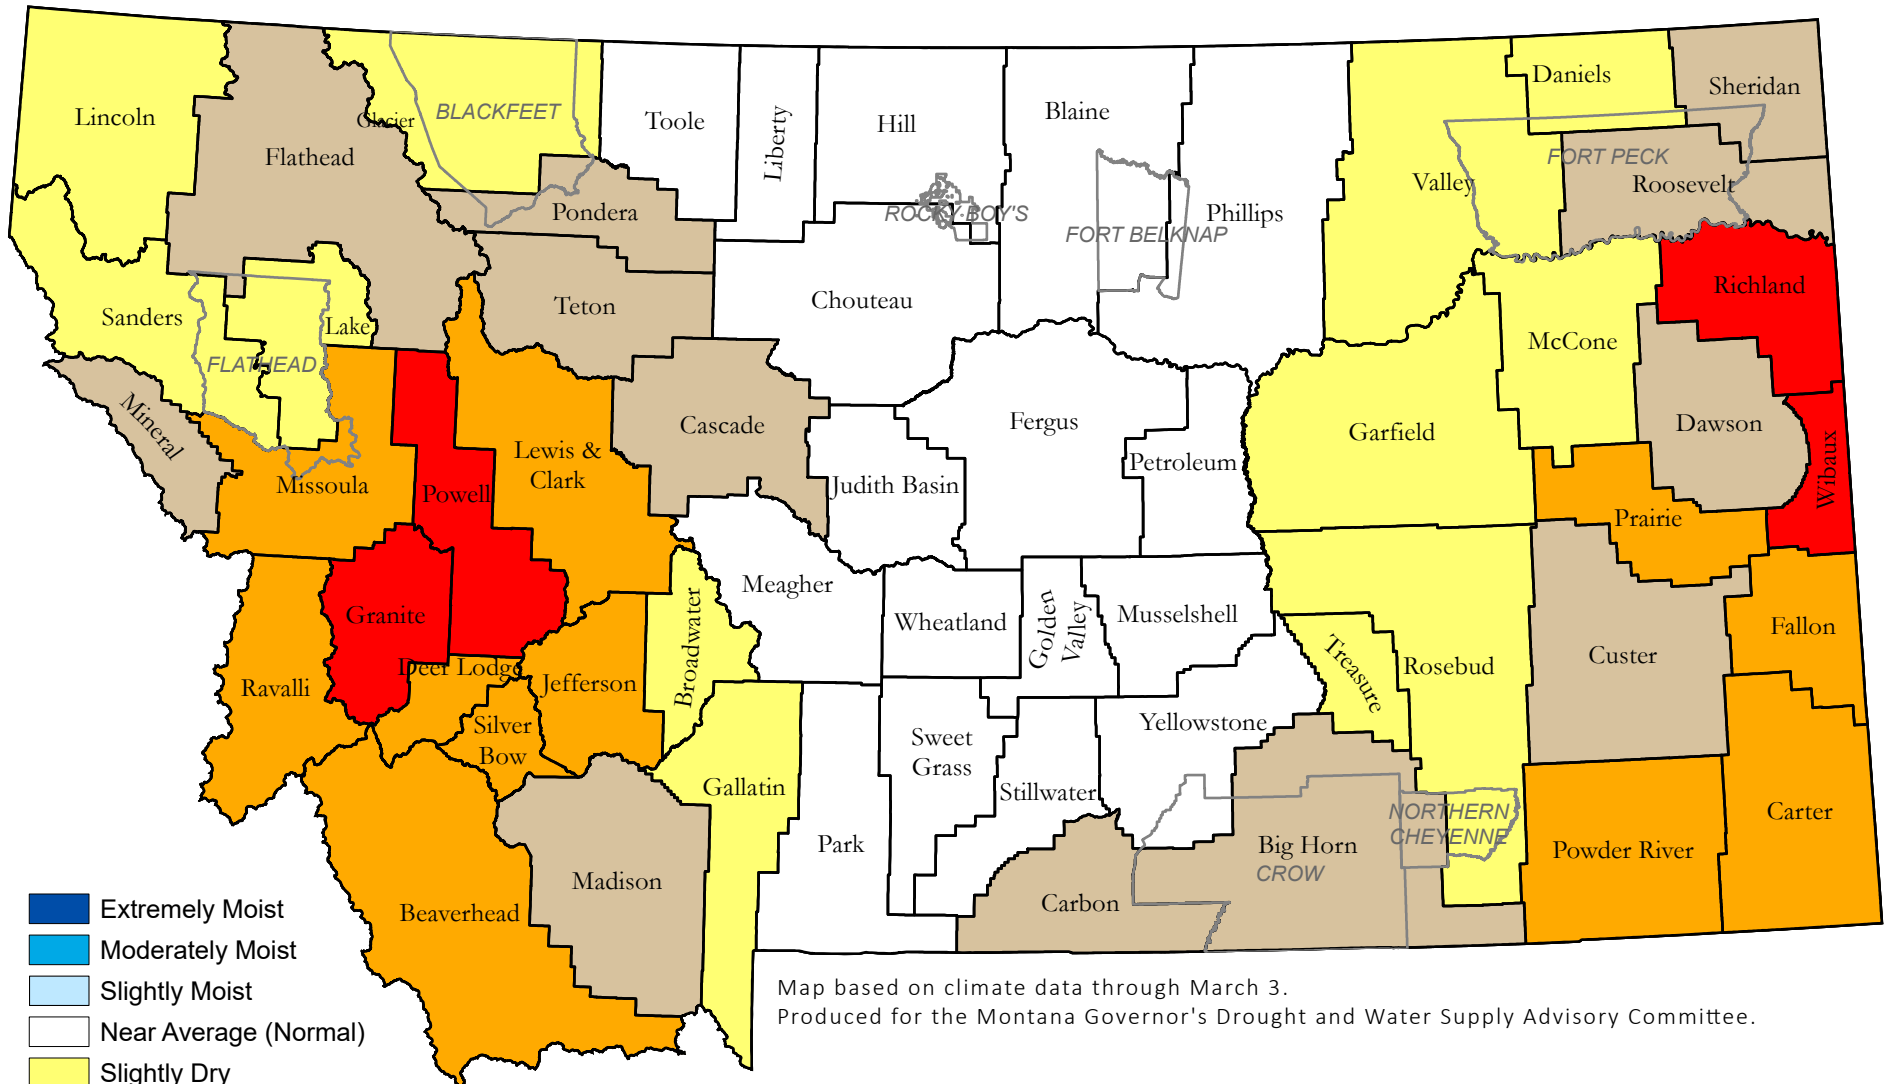 Lincoln
Flathead
Glacier
BLACKFEET
Toole
Liberty
Hill
Blaine
Daniels
Sheridan
Pondera
ROCKY BOY'S
FORT BELKNAP
Phillips
Valley
FORT PECK
Roosevelt
Sanders
Lake
FLATHEAD
Teton
Chouteau
Richland
McCone
Mineral
Missoula
Powell
Lewis &
Clark
Cascade
Judith Basin
Fergus
Petroleum
Garfield
Dawson
Wibaux
Prairie
Granite
Ravalli
Deer Lodge
Jefferson
Broadwater
Meagher
Wheatland
Golden
Valley
Musselshell
Treasure
Rosebud
Custer
Fallon
Silver
Bow
Gallatin
Sweet
Grass
Stillwater
Yellowstone
NORTHERN
CHEYENNE
Carter
Powder River
Beaverhead
Madison
Park
Carbon
Big Horn
CROW
Extremely Moist
Moderately Moist
Slightly Moist
Near Average (Normal)
Slightly Dry
Map based on climate data through March 3.
Produced for the Montana Governor's Drought and Water Supply Advisory Committee.